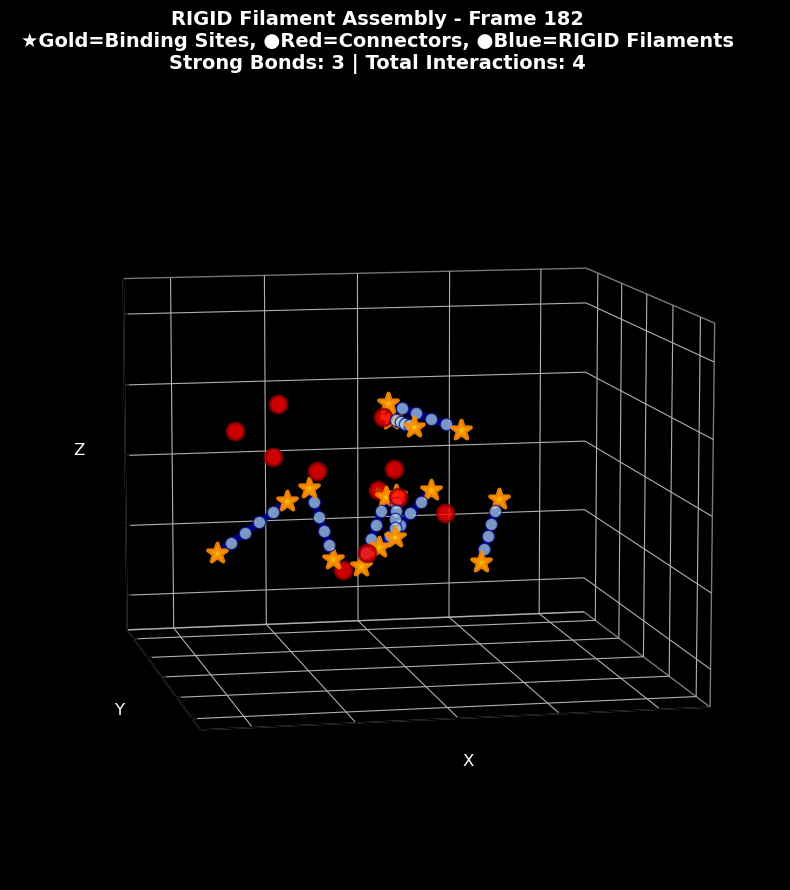 RIGID Filament Assembly - Frame 182
★Gold=Binding Sites, ●Red=Connectors, ●Blue=RIGID Filaments
Strong Bonds: 3 | Total Interactions: 4
Z
Y
X